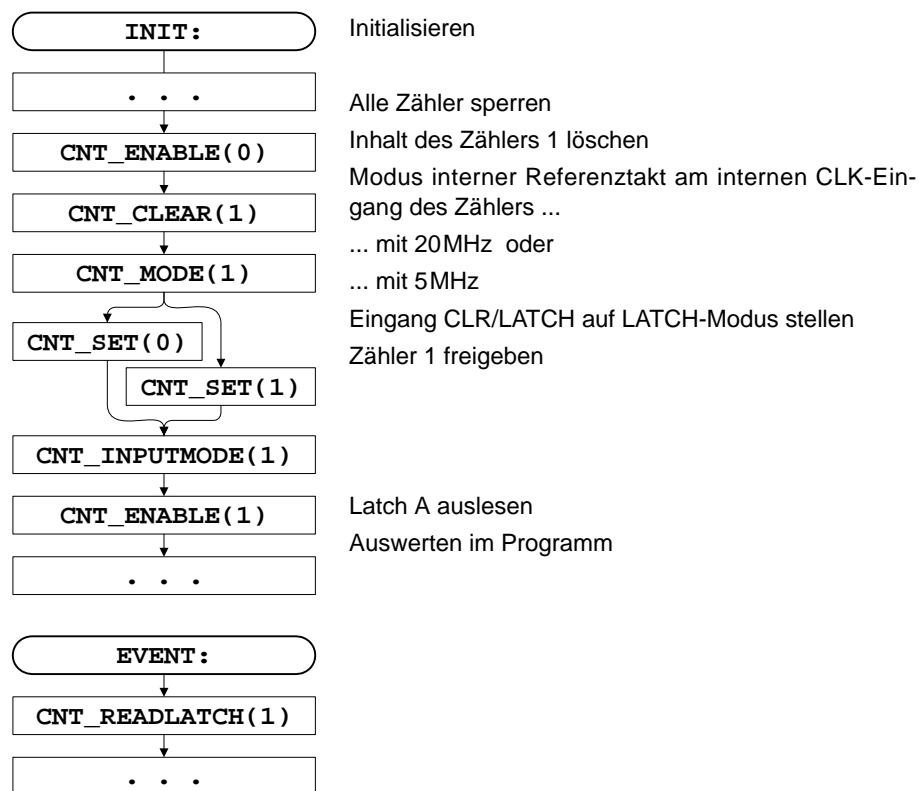 INIT:
Initialisieren
. . .
Alle Zähler sperren
CNT_ENABLE(0)
Inhalt des Zählers 1 löschen
Modus interner Referenztakt am internen CLK-Ein-
gang des Zählers ...
CNT_CLEAR(1)
... mit 20MHz oder
CNT_MODE(1)
... mit 5MHz
Eingang CLR/LATCH auf LATCH-Modus stellen
CNT_SET(0)
Zähler 1 freigeben
CNT_SET(1)
CNT_INPUTMODE(1)
CNT_ENABLE(1)
Latch A auslesen
Auswerten im Programm
. . .
EVENT:
CNT_READLATCH(1)
. . .